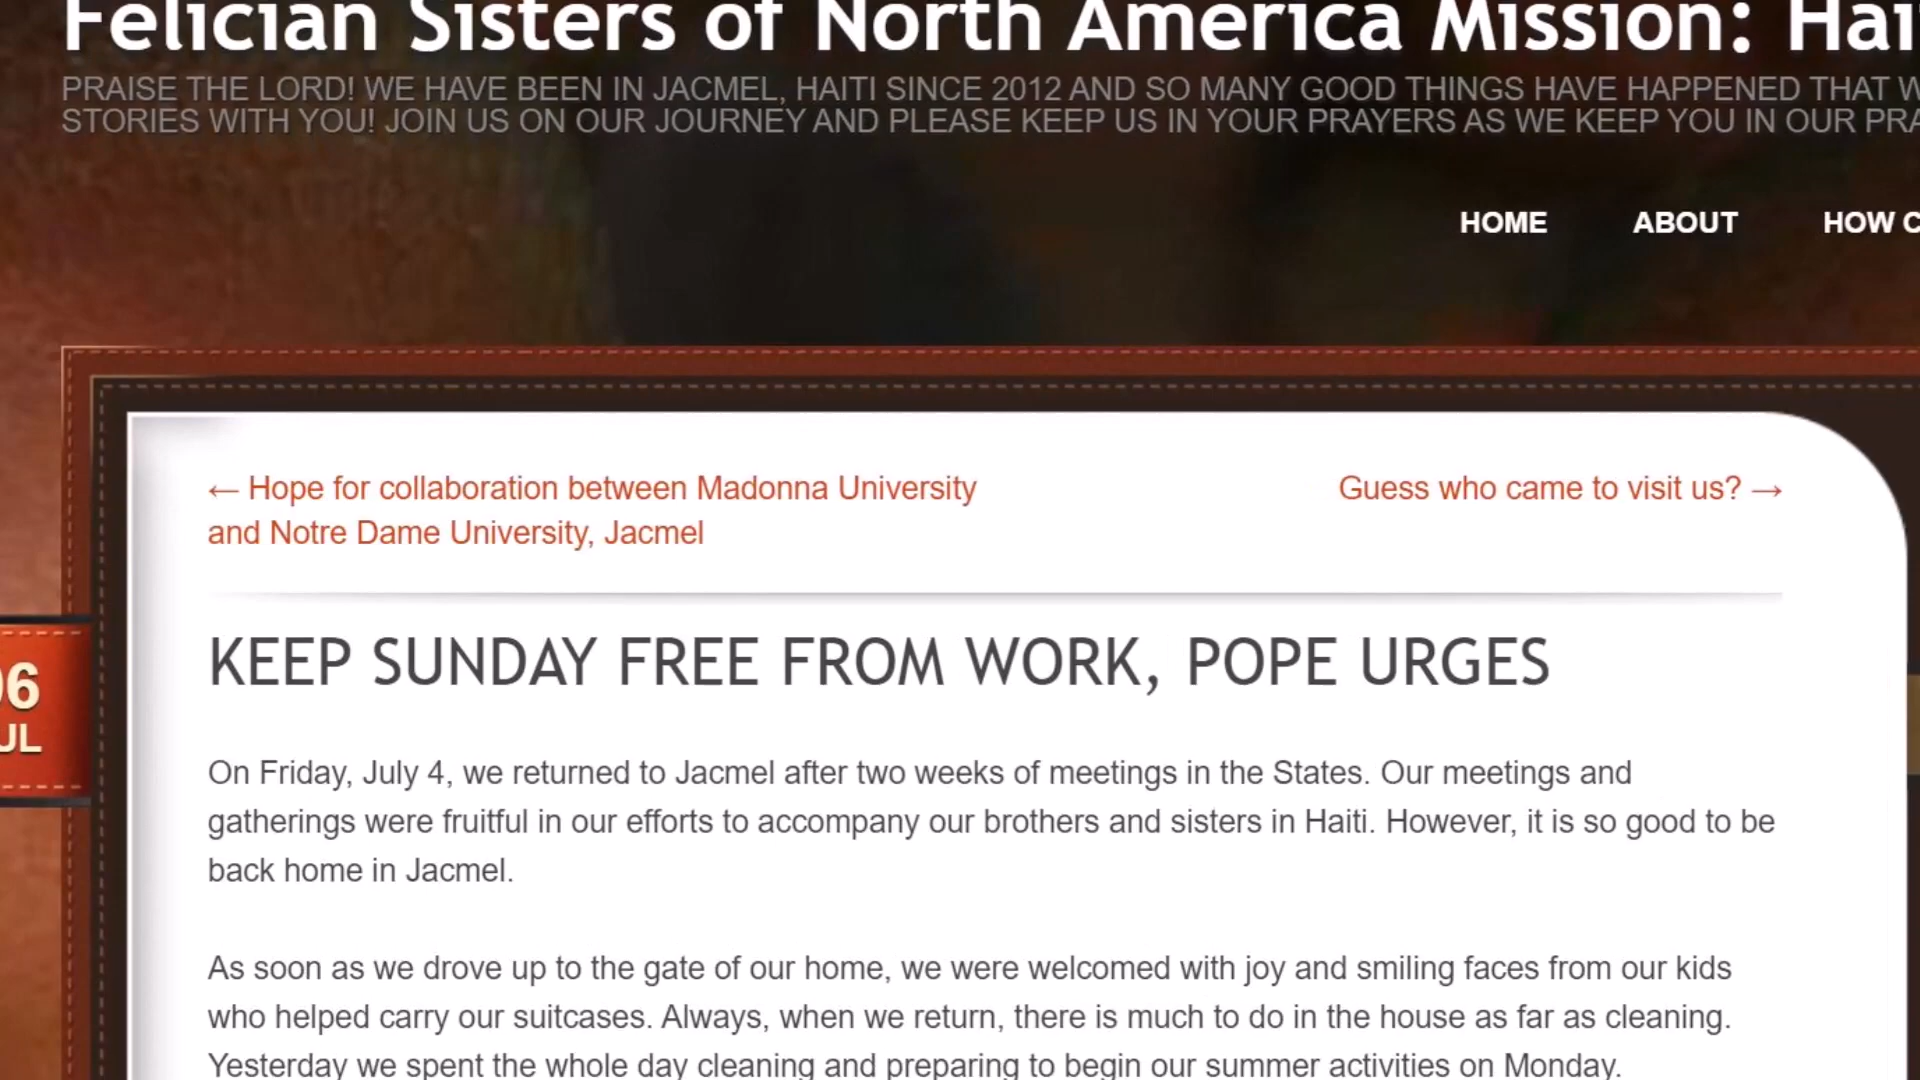 Felician Sisters of North America Mission: Hai
PRAISE THE LORD! WE HAVE BEEN IN JACMEL, HAITI SINCE 2012 AND SO MANY GOOD THINGS HAVE HAPPENED THAT W
STORIES WITH YOU! JOIN US ON OUR JOURNEY AND PLEASE KEEP US IN YOUR PRAYERS AS WE KEEP YOU IN OUR PRA
HOME ABOUT HOW C
← Hope for collaboration between Madonna University
and Notre Dame University, Jacmel
Guess who came to visit us? →
06
UL
KEEP SUNDAY FREE FROM WORK, POPE URGES
On Friday, July 4, we returned to Jacmel after two weeks of meetings in the States. Our meetings and
gatherings were fruitful in our efforts to accompany our brothers and sisters in Haiti. However, it is so good to be
back home in Jacmel.
As soon as we drove up to the gate of our home, we were welcomed with joy and smiling faces from our kids
who helped carry our suitcases. Always, when we return, there is much to do in the house as far as cleaning.
Yesterday we spent the whole day cleaning and preparing to begin our summer activities on Monday.